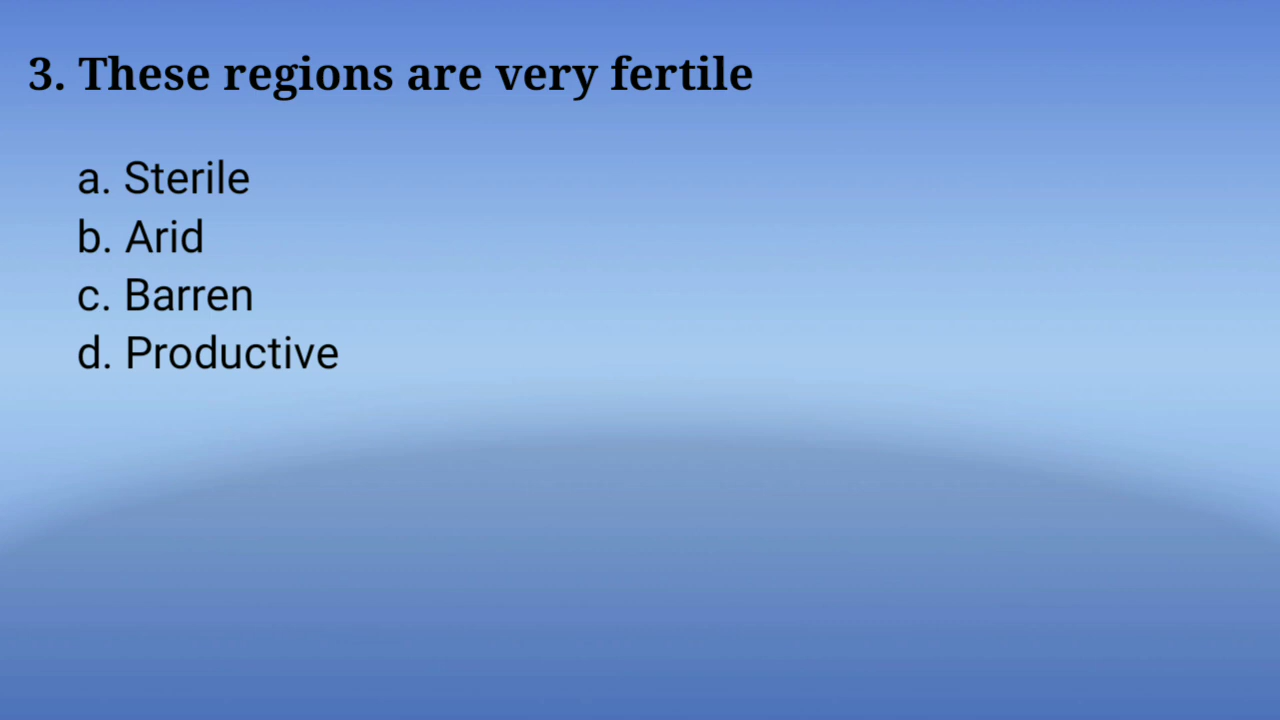 3. These regions are very fertile
a. Sterile
b. Arid
c. Barren
d. Productive